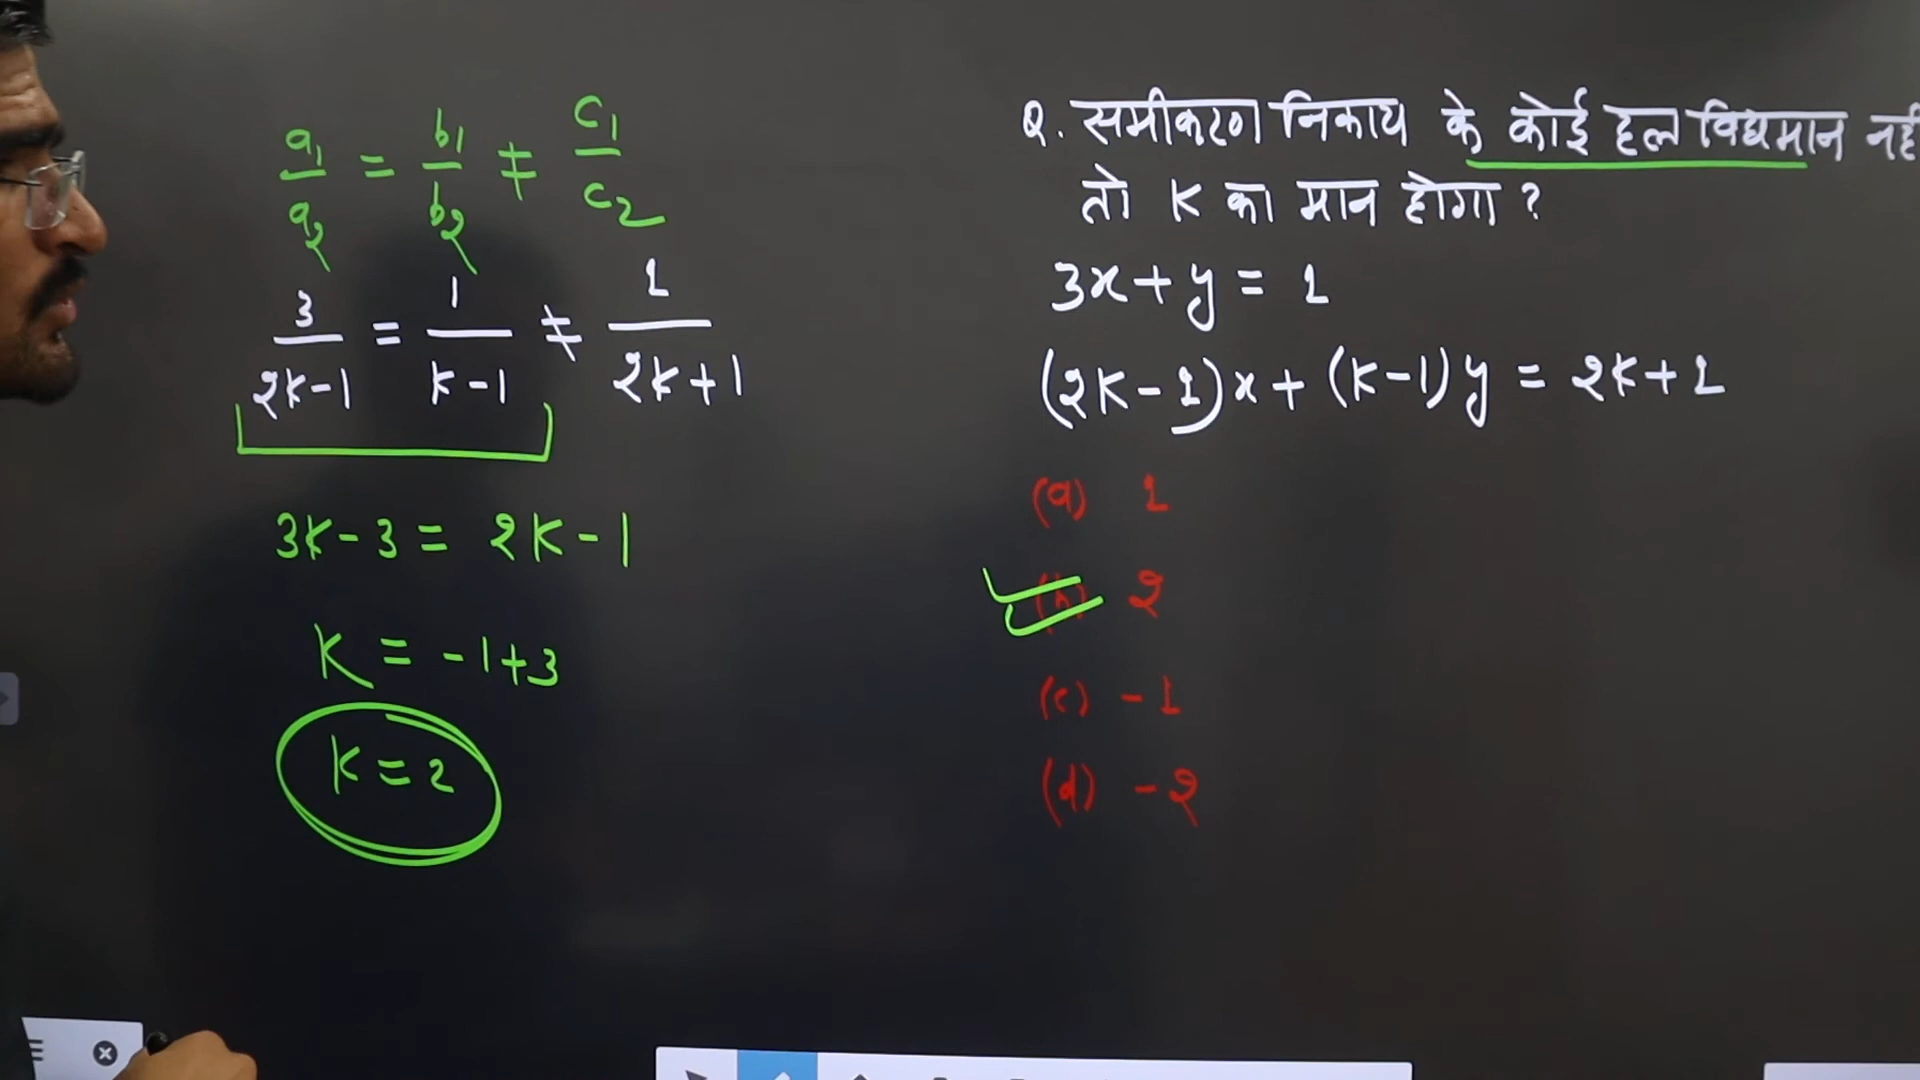 a1/a2 = b1/b2 ≠ c1/c2
3/2K-1 = 1/K-1 ≠ 1/2K+1
3K-3 = 2K-1
K = -1+3
K = 2
Q. समीकरण निकाय के कोई हल विद्यमान नहीं
तो K का मान होगा ?
3x+y = 1
(2K-1)x+(K-1)y = 2K+1
(a) 1
(b) 2
(c) -1
(d) -2